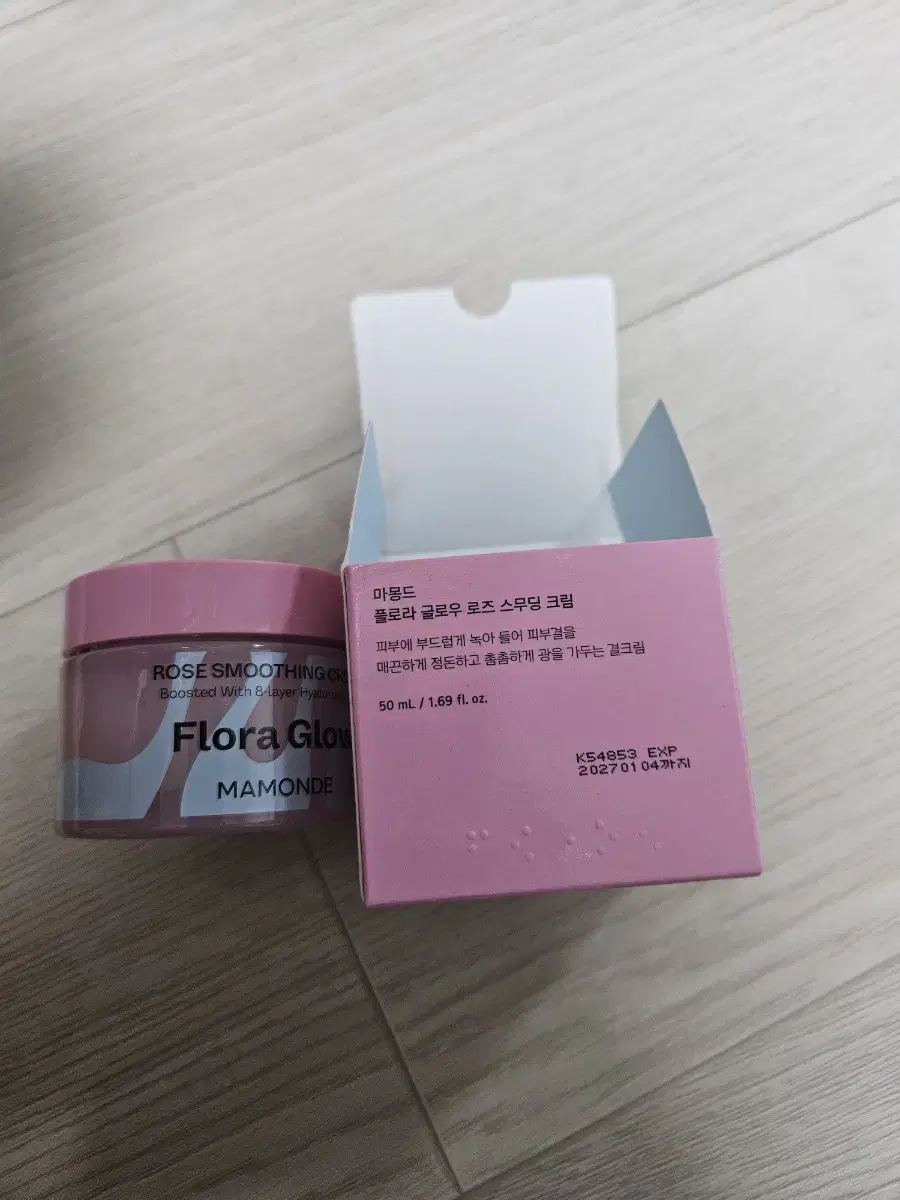 ROSE SMOOTHING
Boosted With 8-layer
Flora Glow
MAMONDE
마몽드
플로라 글로우 로즈 스무딩 크림
피부에 부드럽게 녹아 들어 피부결을
매끈하게 정돈하고 촘촘하게 광을 가두는 결크림
50 mL / 1.69 fl. oz.
K54853 EXP
20270104까지